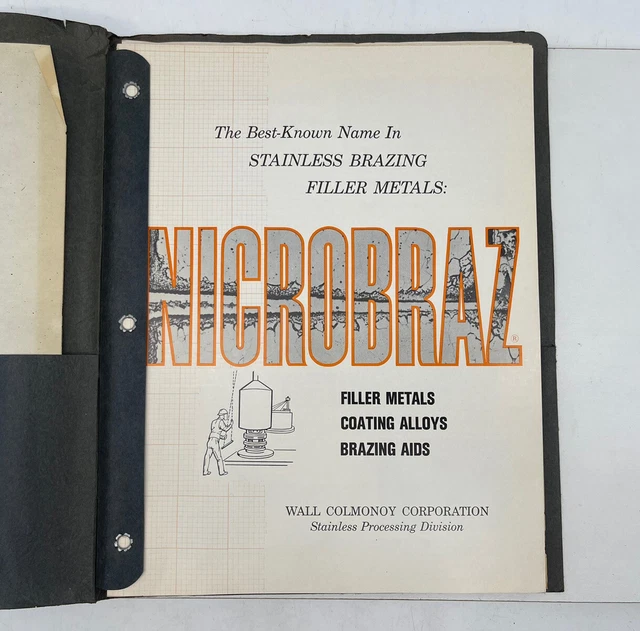 The Best-Known Name In
STAINLESS BRAZING
FILLER METALS:
NICROBRAZ®
FILLER METALS
COATING ALLOYS
BRAZING AIDS
WALL COLMONOY CORPORATION
Stainless Processing Division